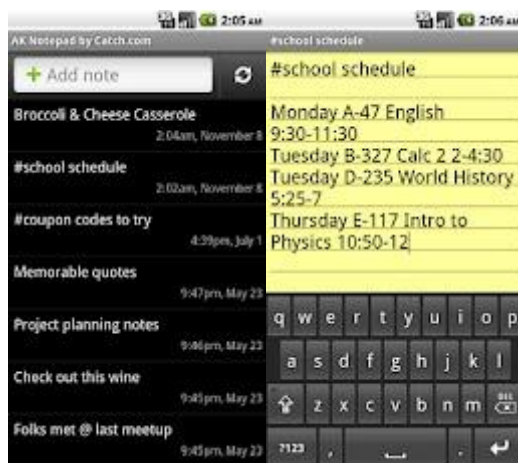 2:05 AM
AK Notepad by Catch.com
+ Add note
Broccoli & Cheese Casserole
2:04am, November 8
#school schedule
2:02am, November 8
#coupon codes to try
4:39pm, July 1
Memorable quotes
9:47pm, May 23
Project planning notes
9:46pm, May 23
Check out this wine
9:45pm, May 23
Folks met @ last meetup
9:45pm, May 23
2:06 AM
#school schedule
#school schedule
Monday A-47 English
9:30-11:30
Tuesday B-327 Calc 2 2-4:30
Tuesday D-235 World History
5:25-7
Thursday E-117 Intro to
Physics 10:50-12
q w e r t y u i o p
a s d f g h j k l
z x c v b n m DEL
?123 , .